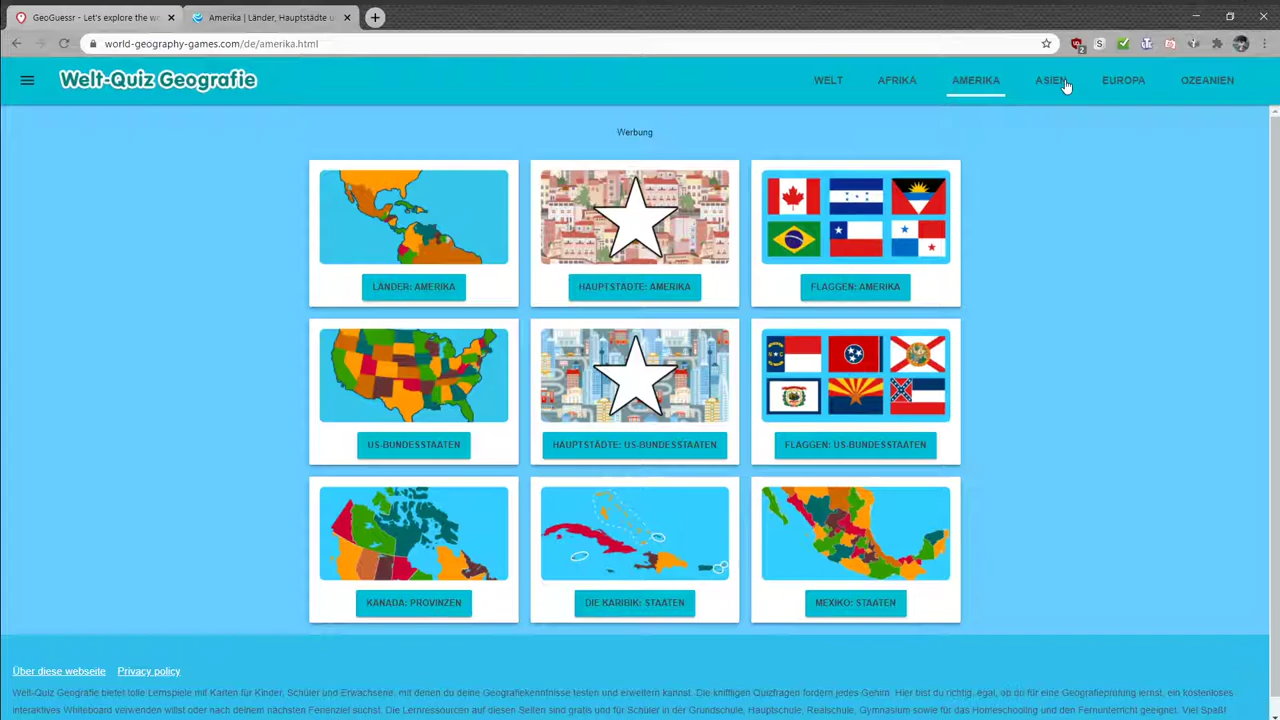 GeoGuessr - Let's explore the wo
Amerika | Länder, Hauptstädte u
world-geography-games.com/de/amerika.html
Welt-Quiz Geografie
WELT
AFRIKA
AMERIKA
ASIEN
EUROPA
OZEANIEN
Werbung
LÄNDER: AMERIKA
HAUPTSTÄDTE: AMERIKA
FLAGGEN: AMERIKA
US-BUNDESSTAATEN
HAUPTSTÄDTE: US-BUNDESSTAATEN
FLAGGEN: US-BUNDESSTAATEN
KANADA: PROVINZEN
DIE KARIBIK: STAATEN
MEXIKO: STAATEN
Über diese webseite Privacy policy
Welt-Quiz Geografie bietet tolle Lernspiele mit Karten für Kinder, Schüler und Erwachsene, mit denen du deine Geografiekenntnisse testen und erweitern kannst. Die kniffligen Quizfragen fordern jedes Gehirn. Hier bist du richtig, egal, ob du für eine Geografieprüfung lernst, ein kostenloses
interaktives Whiteboard verwenden willst oder nach deinem nächsten Ferienziel suchst. Die Lernressourcen auf diesen Seiten sind gratis und für Schüler in der Grundschule, Hauptschule, Realschule, Gymnasium sowie für das Homeschooling und den Fernunterricht geeignet. Viel Spaß!